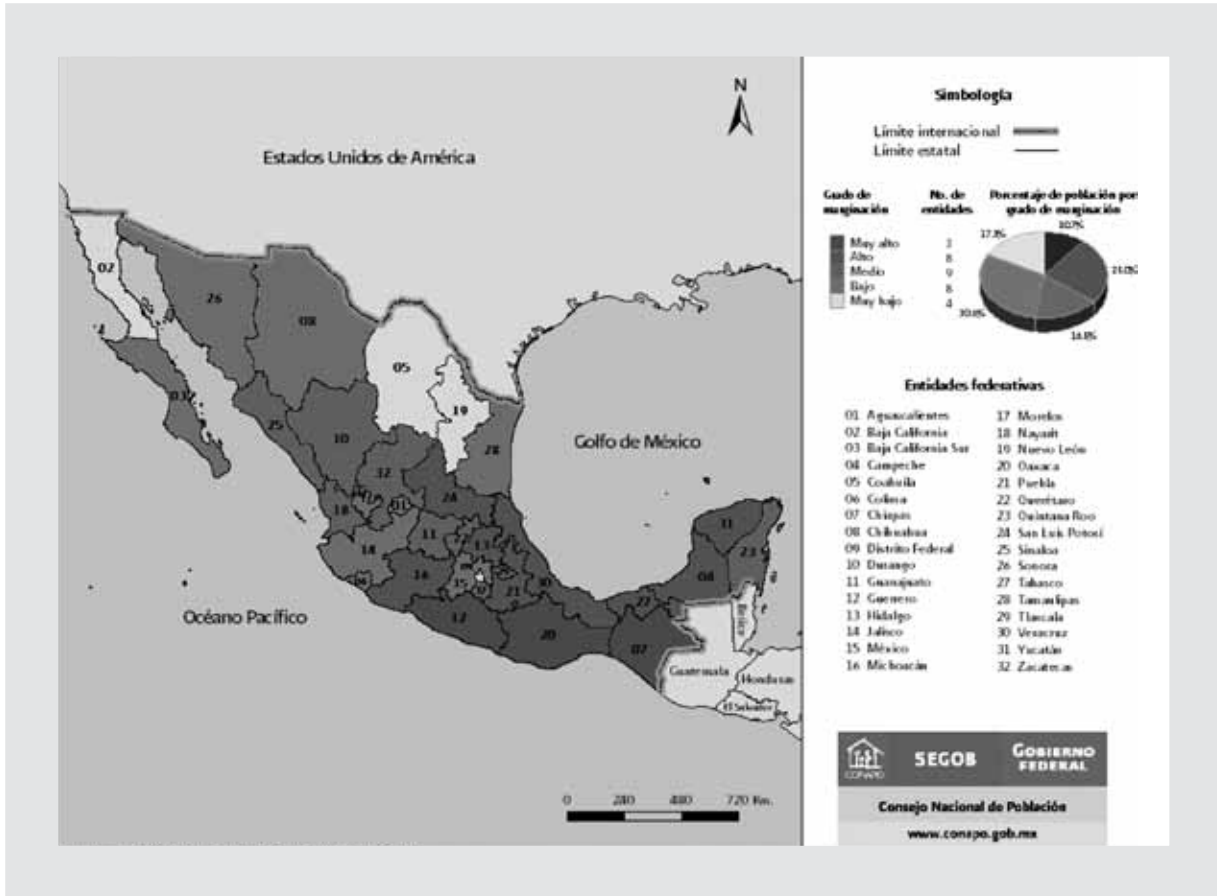 N
Estados Unidos de América
Golfo de México
Océano Pacífico
Guatemala
Honduras
El Salvador
Belice
02
26
08
05
19
03
25
10
28
32
24
18
01
11
14
13
16
15
21
30
12
20
07
27
04
31
23
0 240 480 720 Km.
Simbología
Límite internacional
Límite estatal
Grado de marginación
No. de entidades
Porcentaje de población por grado de marginación
Muy alto 3
Alto 8
Medio 9
Bajo 8
Muy bajo 4
10.7%
17.3%
Entidades federativas
01 Aguascalientes
02 Baja California
03 Baja California Sur
04 Campeche
05 Coahuila
06 Colima
07 Chiapas
08 Chihuahua
09 Distrito Federal
10 Durango
11 Guanajuato
12 Guerrero
13 Hidalgo
14 Jalisco
15 México
16 Michoacán
17 Morelos
18 Nayarit
19 Nuevo León
20 Oaxaca
21 Puebla
22 Querétaro
23 Quintana Roo
24 San Luis Potosí
25 Sinaloa
26 Sonora
27 Tabasco
28 Tamaulipas
29 Tlaxcala
30 Veracruz
31 Yucatán
32 Zacatecas
CONAPO
SEGOB
GOBIERNO
FEDERAL
Consejo Nacional de Población
www.conapo.gob.mx